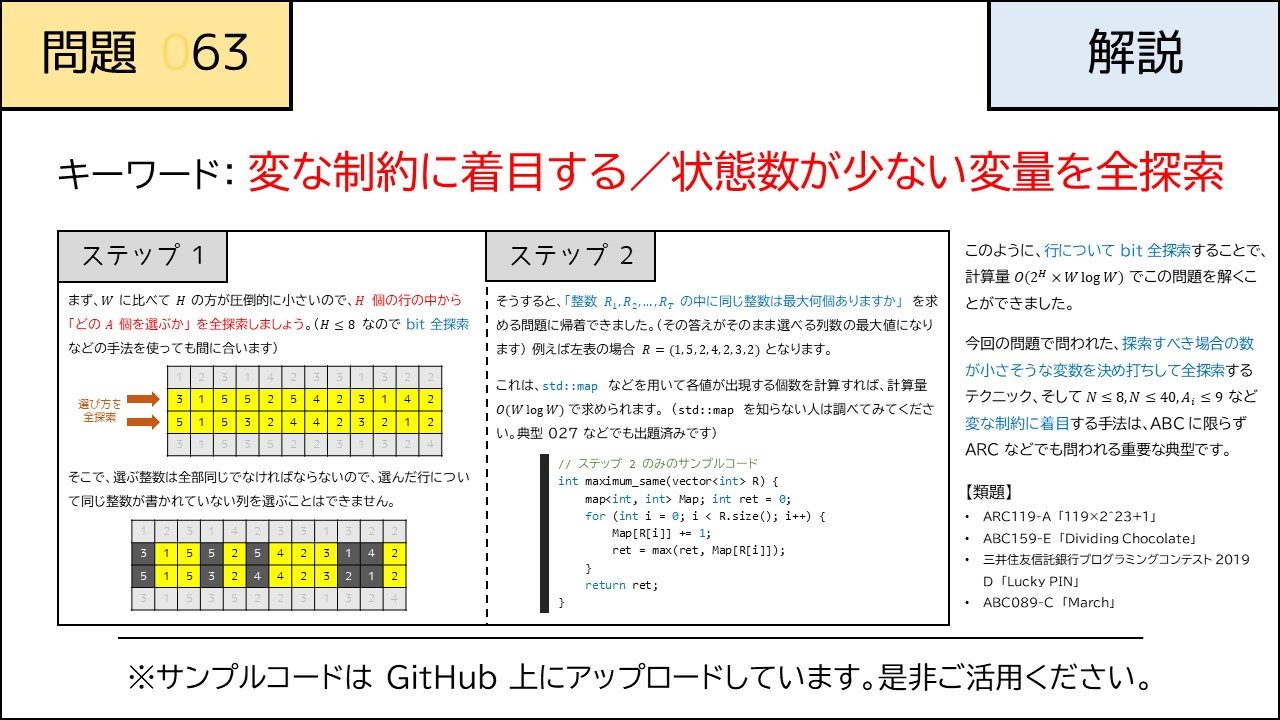 問題 063
解説
キーワード: 変な制約に着目する／状態数が少ない変量を全探索
ステップ 1
まず、W に比べて H の方が圧倒的に小さいので、H 個の行の中から
「どの A 個を選ぶか」を全探索しましょう。(H ≤ 8 なので bit 全探索
などの手法を使っても間に合います)
1 2 3 1 4 2 3 3 1 3 2 2
3 1 5 5 2 5 4 2 3 1 4 2
5 1 5 3 2 4 4 2 3 2 1 2
3 1 5 3 5 2 2 3 1 3 2 4
選び方を
全探索
そこで、選ぶ整数は全部同じでなければならないので、選んだ行につい
て同じ整数が書かれていない列を選ぶことはできません。
1 2 3 1 4 2 3 3 1 3 2 2
3 1 5 5 2 5 4 2 3 1 4 2
5 1 5 3 2 4 4 2 3 2 1 2
3 1 5 3 5 2 2 3 1 3 2 4
ステップ 2
そうすると、「整数 R₁,R₂,…,R_T の中に同じ整数は最大何個ありますか」 を求
める問題に帰着できました。(その答えがそのまま選べる列数の最大値になり
ます) 例えば左表の場合 R = (1,5,2,4,2,3,2) となります。
これは、std::map などを用いて各値が出現する個数を計算すれば、計算量
O(W log W) で求められます。 (std::map を知らない人は調べてみてくださ
い。典型 027 などでも出題済みです)
// ステップ 2 のみのサンプルコード
int maximum_same(vector<int> R) {
    map<int, int> Map; int ret = 0;
    for (int i = 0; i < R.size(); i++) {
        Map[R[i]] += 1;
        ret = max(ret, Map[R[i]]);
    }
    return ret;
}
このように、行について bit 全探索することで、
計算量 O(2^H × W log W) でこの問題を解くこ
とができました。
今回の問題で問われた、探索すべき場合の数
が小さそうな変数を決め打ちして全探索する
テクニック、そして N ≤ 8, N ≤ 40, A_i ≤ 9 など
変な制約に着目する手法は、ABC に限らず
ARC などでも問われる重要な典型です。
【類題】
• ARC119-A「119×2^23+1」
• ABC159-E「Dividing Chocolate」
• 三井住友信託銀行プログラミングコンテスト 2019
D「Lucky PIN」
• ABC089-C「March」
※サンプルコードは GitHub 上にアップロードしています。是非ご活用ください。